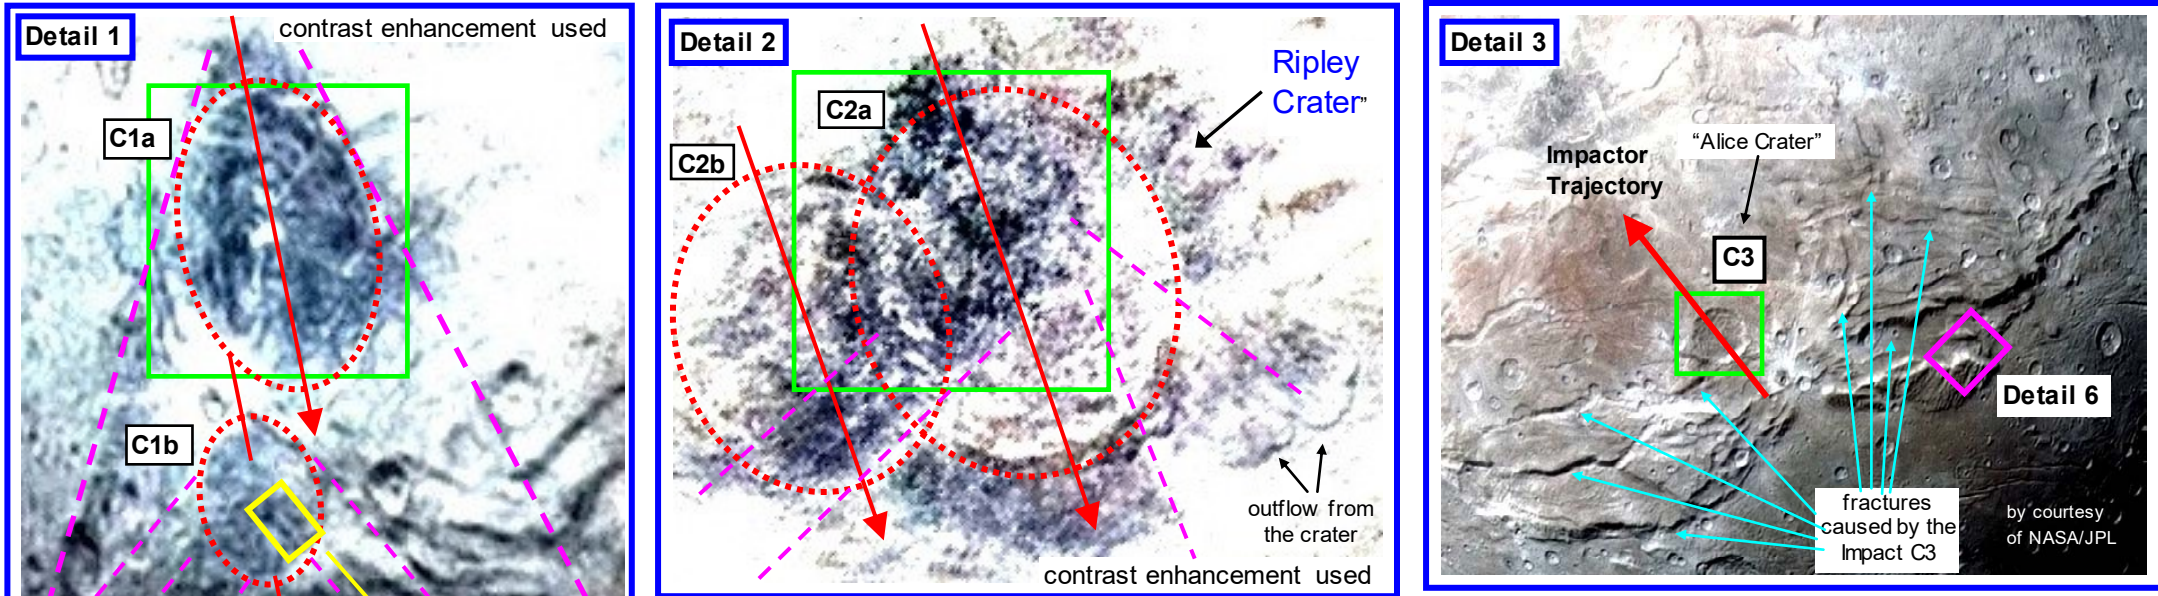 Detail 1
contrast enhancement used
C1a
C1b
Detail 2
Ripley
Crater”
C2a
C2b
outflow from
the crater
contrast enhancement used
Detail 3
“Alice Crater”
Impactor
Trajectory
C3
Detail 6
fractures
caused by the
Impact C3
by courtesy
of NASA/JPL